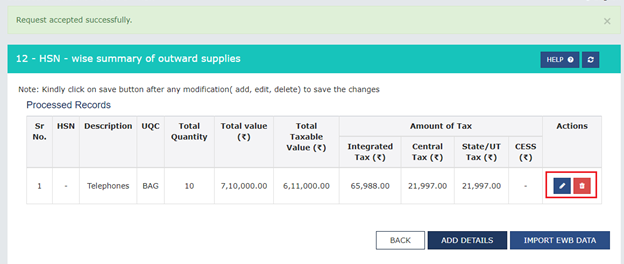 Request accepted successfully.
×
12 - HSN - wise summary of outward supplies
HELP ?
Note: Kindly click on save button after any modification( add, edit, delete) to save the changes
Processed Records
Sr No. HSN Description UQC Total Quantity Total value (₹) Total Taxable Value (₹) Amount of Tax Actions
Integrated Tax (₹) Central Tax (₹) State/UT Tax (₹) CESS (₹)
1 - Telephones BAG 10 7,10,000.00 6,11,000.00 65,988.00 21,997.00 21,997.00 -
BACK ADD DETAILS IMPORT EWB DATA